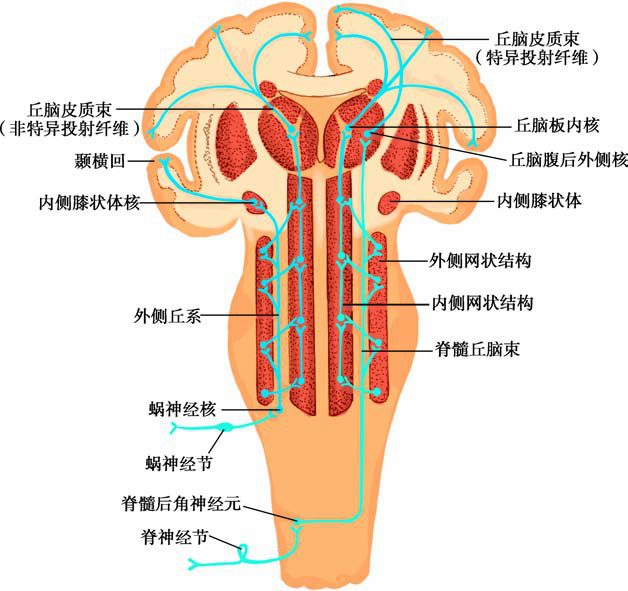 丘脑皮质束
（特异投射纤维）
丘脑皮质束
（非特异投射纤维）
丘脑板内核
颞横回
丘脑腹后外侧核
内侧膝状体核
内侧膝状体
外侧网状结构
内侧网状结构
外侧丘系
脊髓丘脑束
蜗神经核
蜗神经节
脊髓后角神经元
脊神经节